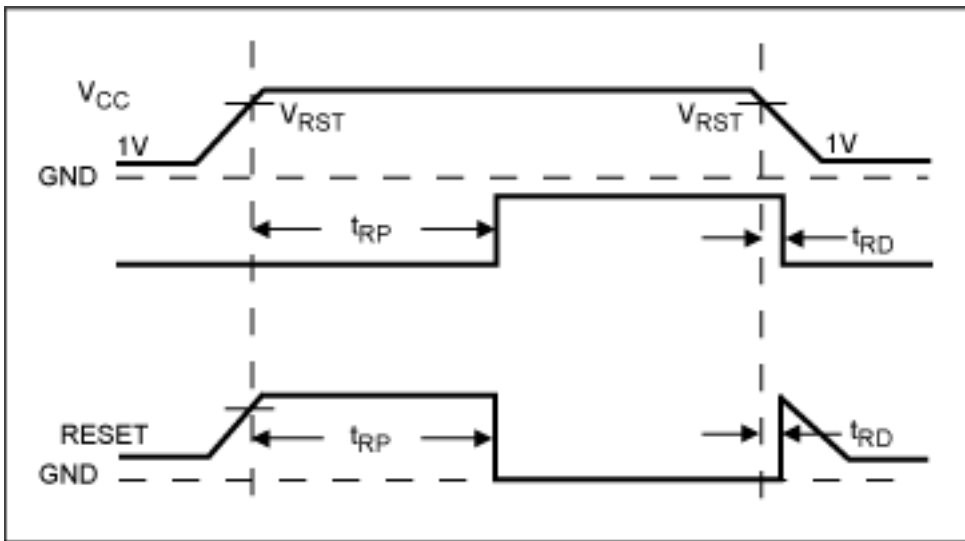 VCC
VRST
VRST
1V
1V
GND
tRP
tRD
RESET
tRP
tRD
GND